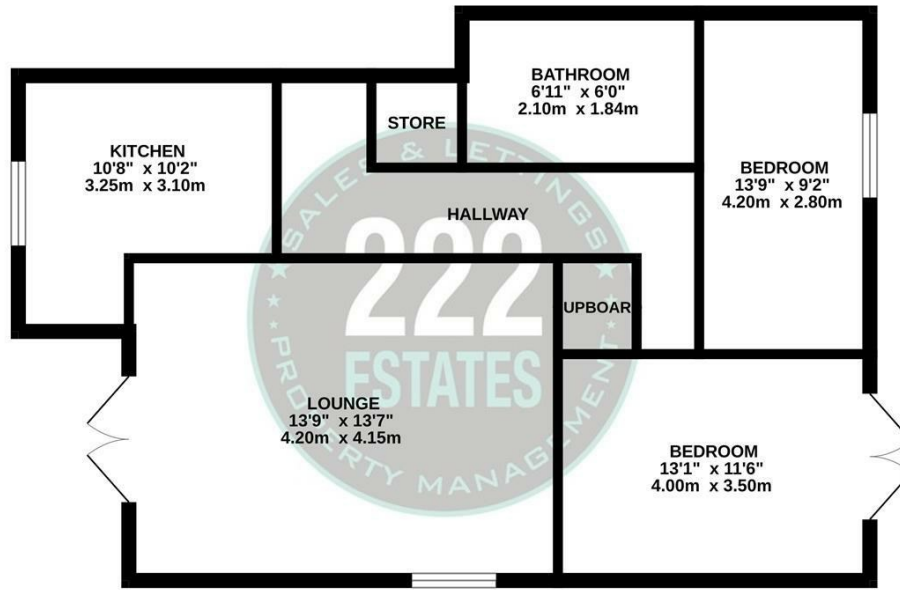 BATHROOM
6'11" x 6'0"
2.10m x 1.84m
STORE
KITCHEN
10'8" x 10'2"
3.25m x 3.10m
BEDROOM
13'9" x 9'2"
4.20m x 2.80m
HALLWAY
SALES & LETTINGS
222
ESTATES
PROPERTY MANAGEMENT
UPBOAR
LOUNGE
13'9" x 13'7"
4.20m x 4.15m
BEDROOM
13'1" x 11'6"
4.00m x 3.50m